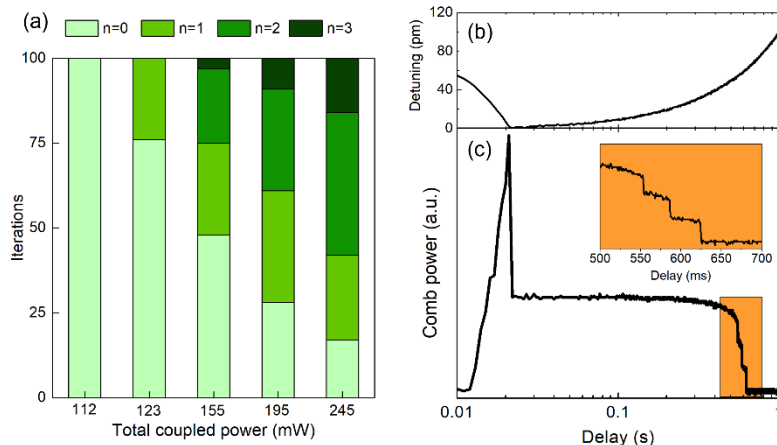 (a)
n=0 n=1 n=2 n=3
100
75
50
25
0
Iterations
112 123 155 195 245
Total coupled power (mW)
(b)
Detuning (pm)
120
80
40
0
(c)
Comb power (a.u.)
500 550 600 650 700
Delay (ms)
0.01 0.1
Delay (s)